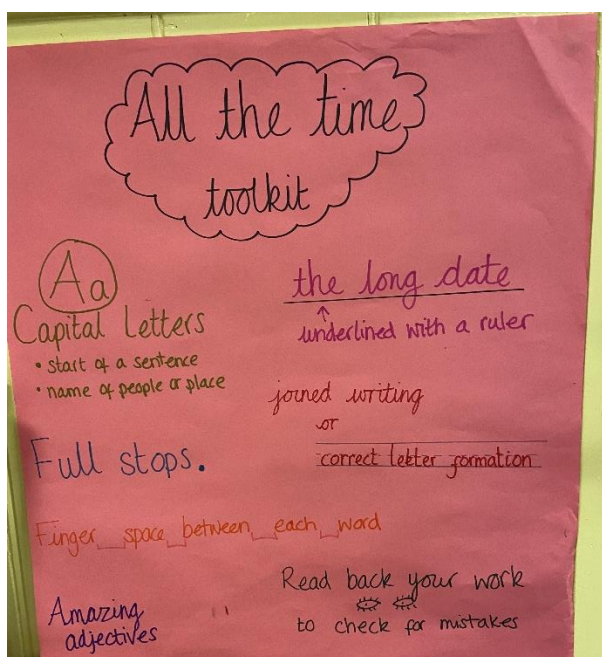 All the time
toolkit
Aa
Capital Letters
• start of a sentence
• name of people or place
the long date
underlined with a ruler
joined writing
or
correct letter formation
Full stops.
Finger space between each word
Amazing
adjectives
Read back your work
to check for mistakes